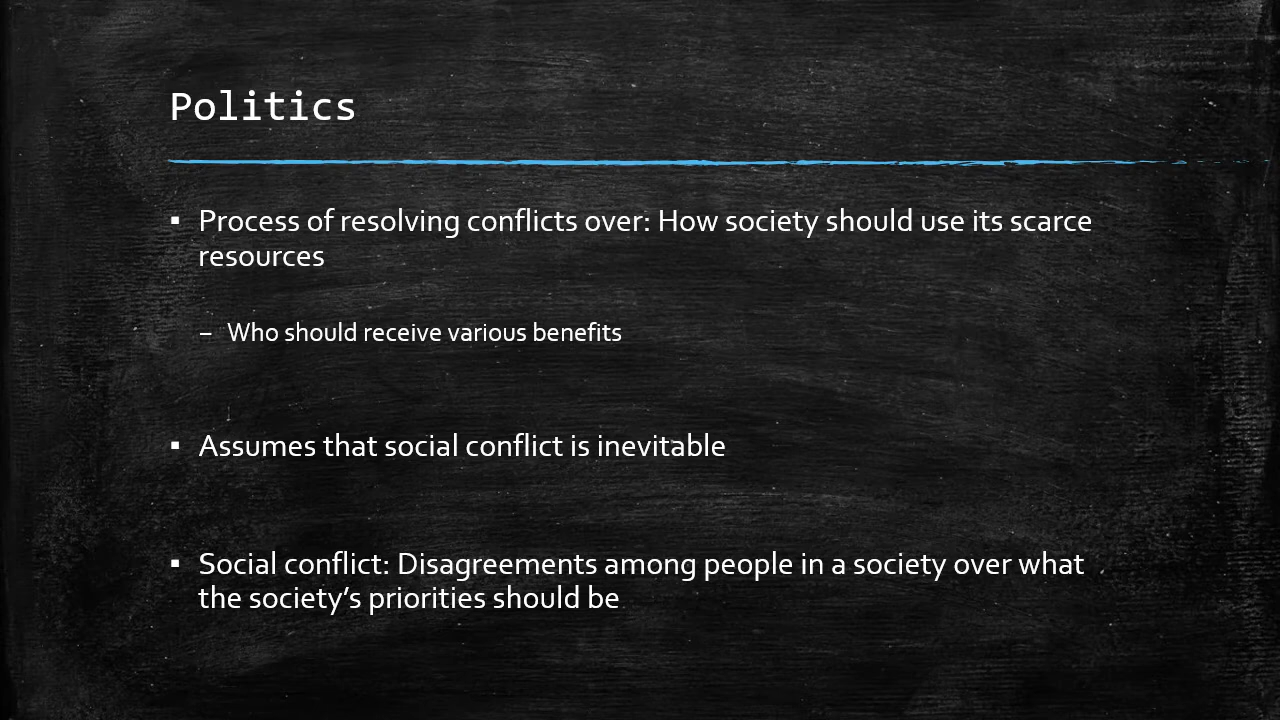 Politics
▪ Process of resolving conflicts over: How society should use its scarce
resources
– Who should receive various benefits
▪ Assumes that social conflict is inevitable
▪ Social conflict: Disagreements among people in a society over what
the society’s priorities should be